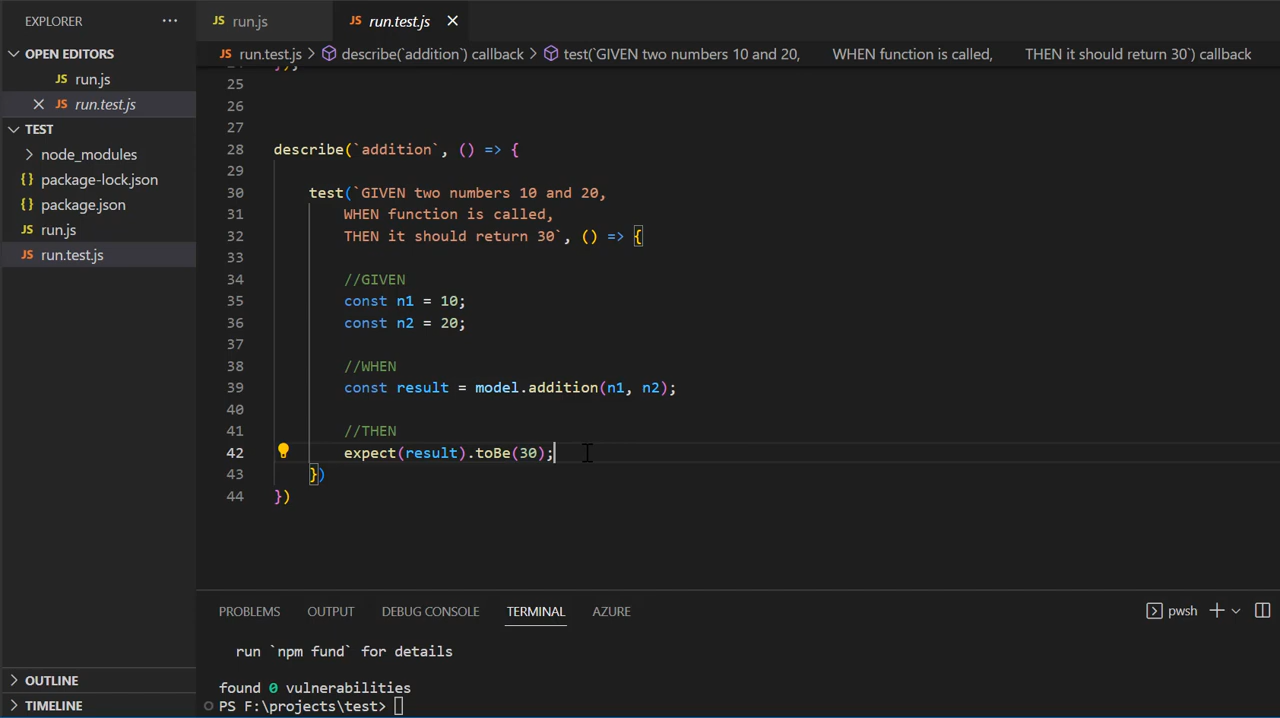 EXPLORER
OPEN EDITORS
JS run.js
JS run.test.js
TEST
node_modules
{} package-lock.json
{} package.json
JS run.js
JS run.test.js
OUTLINE
TIMELINE
JS run.js
JS run.test.js
JS run.test.js > describe(`addition`) callback > test(`GIVEN two numbers 10 and 20, WHEN function is called, THEN it should return 30`) callback
25
26
27
28 describe(`addition`, () => {
29
30 test(`GIVEN two numbers 10 and 20,
31 WHEN function is called,
32 THEN it should return 30`, () => {
33
34 //GIVEN
35 const n1 = 10;
36 const n2 = 20;
37
38 //WHEN
39 const result = model.addition(n1, n2);
40
41 //THEN
42 expect(result).toBe(30);
43 })
44 })
PROBLEMS OUTPUT DEBUG CONSOLE TERMINAL AZURE
pwsh
run `npm fund` for details
found 0 vulnerabilities
PS F:\projects\test>